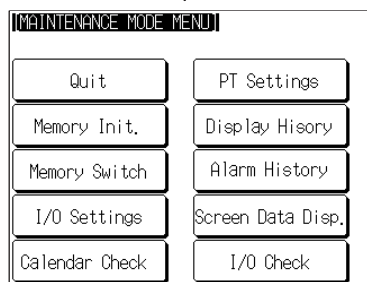 [MAINTENANCE MODE MENU]
Quit
PT Settings
Memory Init.
Display Hisory
Memory Switch
Alarm History
I/O Settings
Screen Data Disp.
Calendar Check
I/O Check